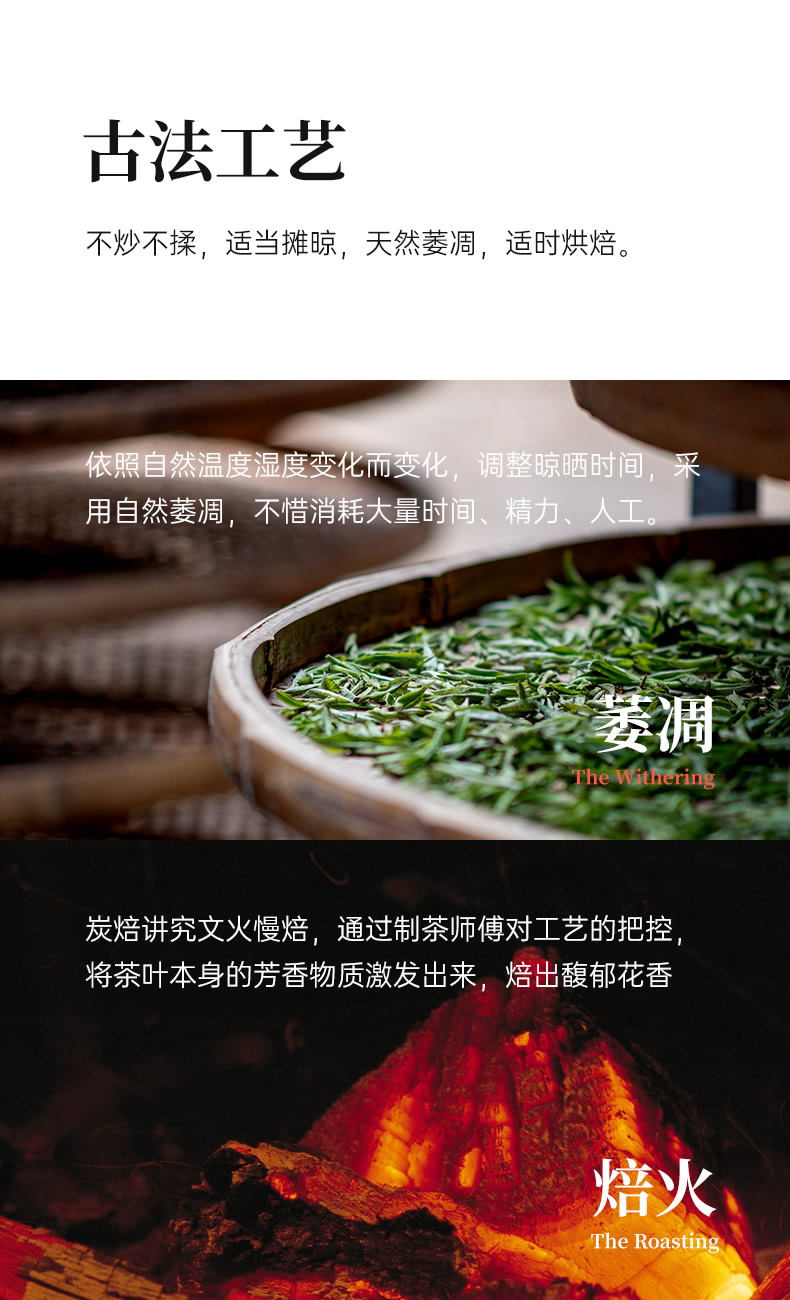 古法工艺
不炒不揉，适当摊晾，天然萎凋，适时烘焙。
依照自然温度湿度变化而变化，调整晾晒时间，采
用自然萎凋，不惜消耗大量时间、精力、人工。
萎凋
The Withering
炭焙讲究文火慢焙，通过制茶师傅对工艺的把控，
将茶叶本身的芳香物质激发出来，焙出馥郁花香
焙火
The Roasting